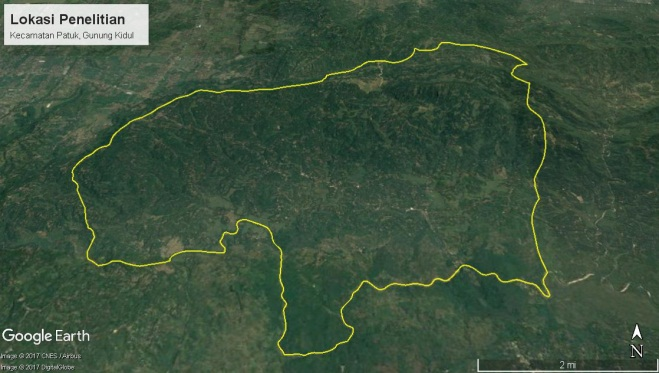 Lokasi Penelitian
Kecamatan Patuk, Gunung Kidul
Google Earth
Image © 2017 CNES / Airbus
Image © 2017 DigitalGlobe
N
2 mi